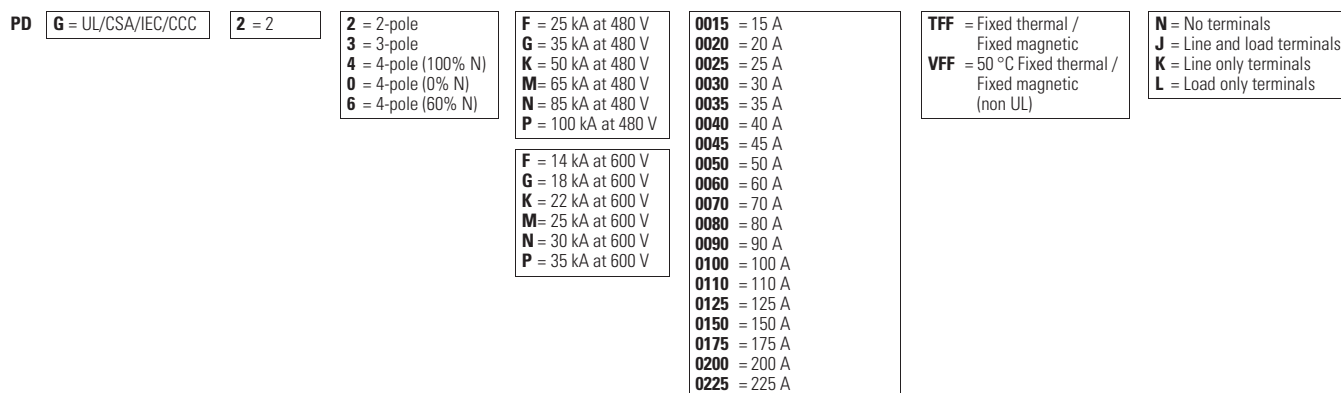 PD
G = UL/CSA/IEC/CCC
2 = 2
2 = 2-pole
3 = 3-pole
4 = 4-pole (100% N)
0 = 4-pole (0% N)
6 = 4-pole (60% N)
F = 25 kA at 480 V
G = 35 kA at 480 V
K = 50 kA at 480 V
M= 65 kA at 480 V
N = 85 kA at 480 V
P = 100 kA at 480 V
F = 14 kA at 600 V
G = 18 kA at 600 V
K = 22 kA at 600 V
M= 25 kA at 600 V
N = 30 kA at 600 V
P = 35 kA at 600 V
0015 = 15 A
0020 = 20 A
0025 = 25 A
0030 = 30 A
0035 = 35 A
0040 = 40 A
0045 = 45 A
0050 = 50 A
0060 = 60 A
0070 = 70 A
0080 = 80 A
0090 = 90 A
0100 = 100 A
0110 = 110 A
0125 = 125 A
0150 = 150 A
0175 = 175 A
0200 = 200 A
0225 = 225 A
TFF = Fixed thermal /
Fixed magnetic
VFF = 50 °C Fixed thermal /
Fixed magnetic
(non UL)
N = No terminals
J = Line and load terminals
K = Line only terminals
L = Load only terminals